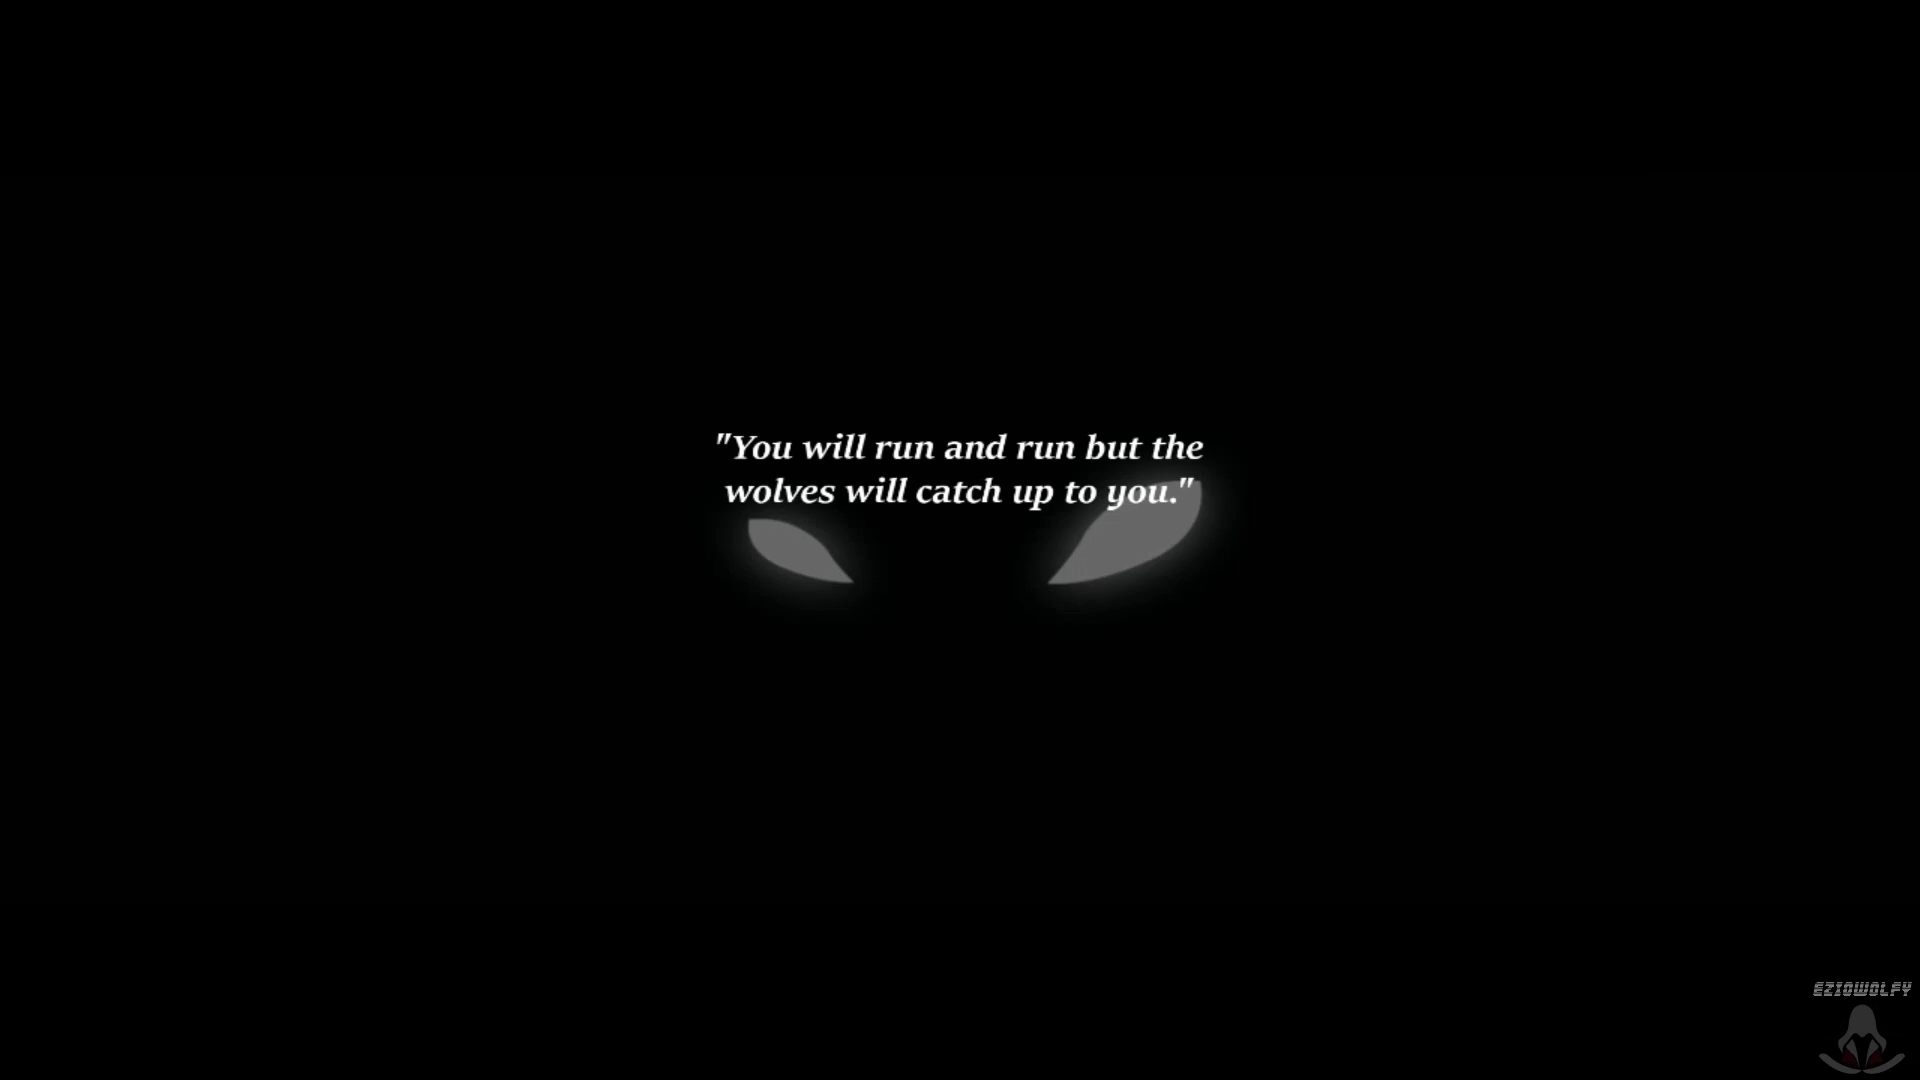 "You will run and run but the
wolves will catch up to you."
EZIOWOLFY